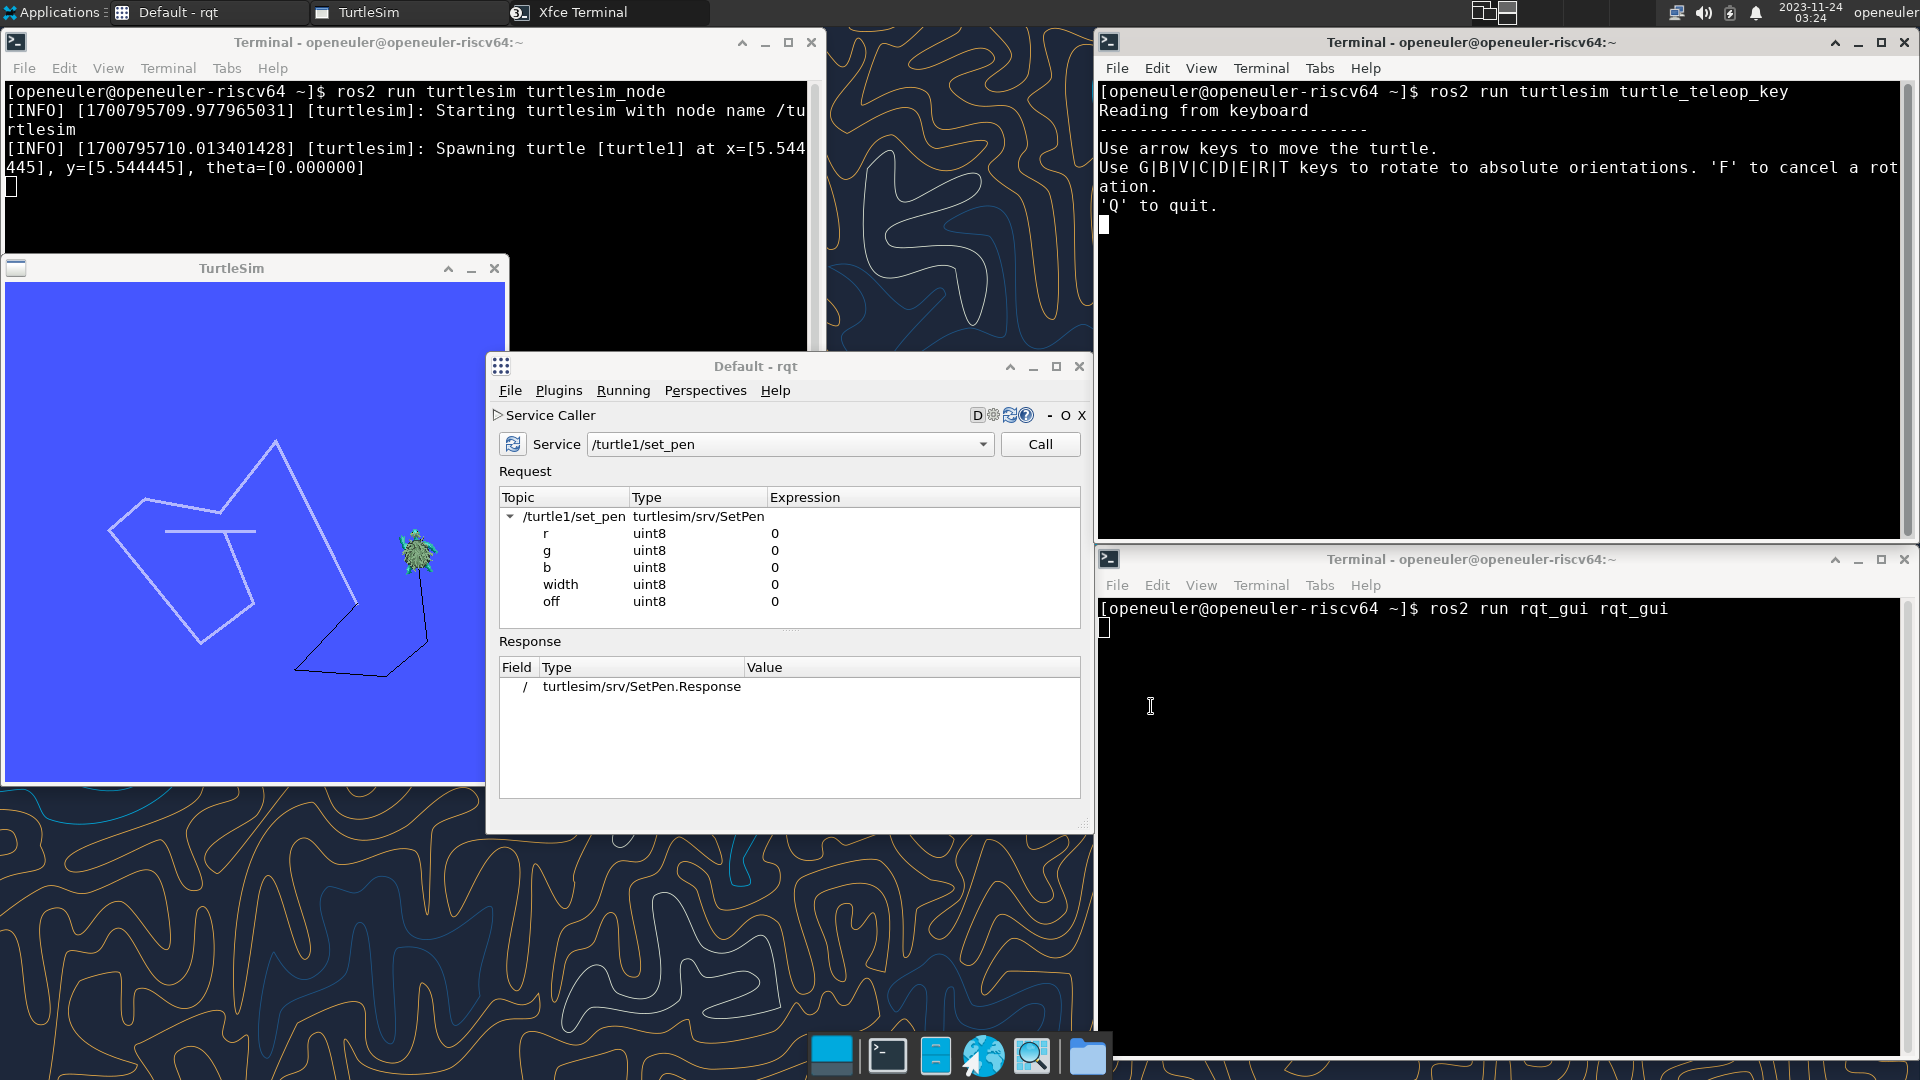 Applications Default - rqt TurtleSim 3 Xfce Terminal 2023-11-24 03:24 openeuler
Terminal - openeuler@openeuler-riscv64:~
File Edit View Terminal Tabs Help
[openeuler@openeuler-riscv64 ~]$ ros2 run turtlesim turtlesim_node
[INFO] [1700795709.977965031] [turtlesim]: Starting turtlesim with node name /tu
rtlesim
[INFO] [1700795710.013401428] [turtlesim]: Spawning turtle [turtle1] at x=[5.544
445], y=[5.544445], theta=[0.000000]
TurtleSim
Default - rqt
File Plugins Running Perspectives Help
Service Caller D ? - O X
Service /turtle1/set_pen Call
Request
Topic Type Expression
/turtle1/set_pen turtlesim/srv/SetPen
r uint8 0
g uint8 0
b uint8 0
width uint8 0
off uint8 0
Response
Field Type Value
/ turtlesim/srv/SetPen.Response
Terminal - openeuler@openeuler-riscv64:~
File Edit View Terminal Tabs Help
[openeuler@openeuler-riscv64 ~]$ ros2 run turtlesim turtle_teleop_key
Reading from keyboard
---------------------------
Use arrow keys to move the turtle.
Use G|B|V|C|D|E|R|T keys to rotate to absolute orientations. 'F' to cancel a rot
ation.
'Q' to quit.
Terminal - openeuler@openeuler-riscv64:~
File Edit View Terminal Tabs Help
[openeuler@openeuler-riscv64 ~]$ ros2 run rqt_gui rqt_gui